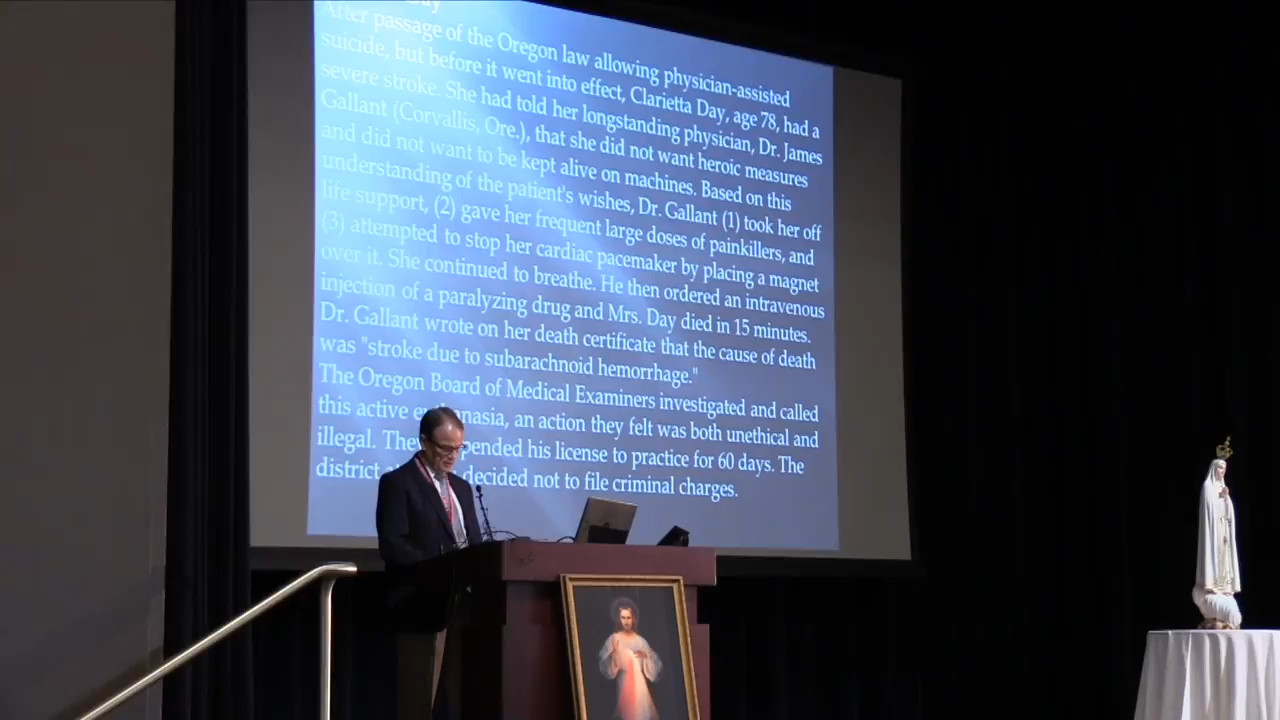 Day
After passage of the Oregon law allowing physician-assisted
suicide, but before it went into effect, Clarietta Day, age 78, had a
severe stroke. She had told her longstanding physician, Dr. James
Gallant (Corvallis, Ore.), that she did not want heroic measures
and did not want to be kept alive on machines. Based on this
understanding of the patient's wishes, Dr. Gallant (1) took her off
life support, (2) gave her frequent large doses of painkillers, and
(3) attempted to stop her cardiac pacemaker by placing a magnet
over it. She continued to breathe. He then ordered an intravenous
injection of a paralyzing drug and Mrs. Day died in 15 minutes.
Dr. Gallant wrote on her death certificate that the cause of death
was "stroke due to subarachnoid hemorrhage."
The Oregon Board of Medical Examiners investigated and called
this active euthanasia, an action they felt was both unethical and
illegal. They pended his license to practice for 60 days. The
district decided not to file criminal charges.